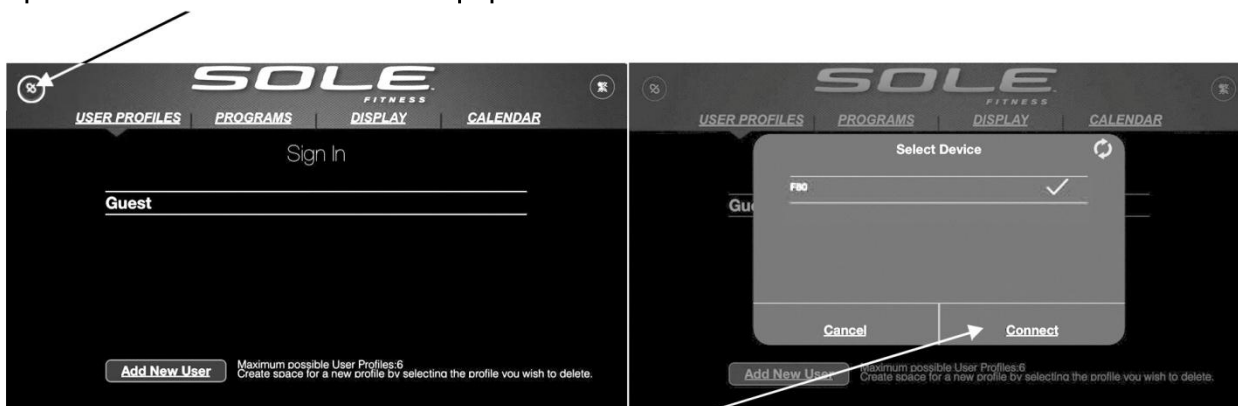 SOLE
FITNESS
USER PROFILES PROGRAMS DISPLAY CALENDAR
Sign In
Guest
Add New User
Maximum possible User Profiles:6
Create space for a new profile by selecting the profile you wish to delete.
SOLE
FITNESS
USER PROFILES PROGRAMS DISPLAY CALENDAR
Select Device
F80
Gu
Cancel Connect
Add New User
Maximum possible User Profiles:6
Create space for a new profile by selecting the profile you wish to delete.